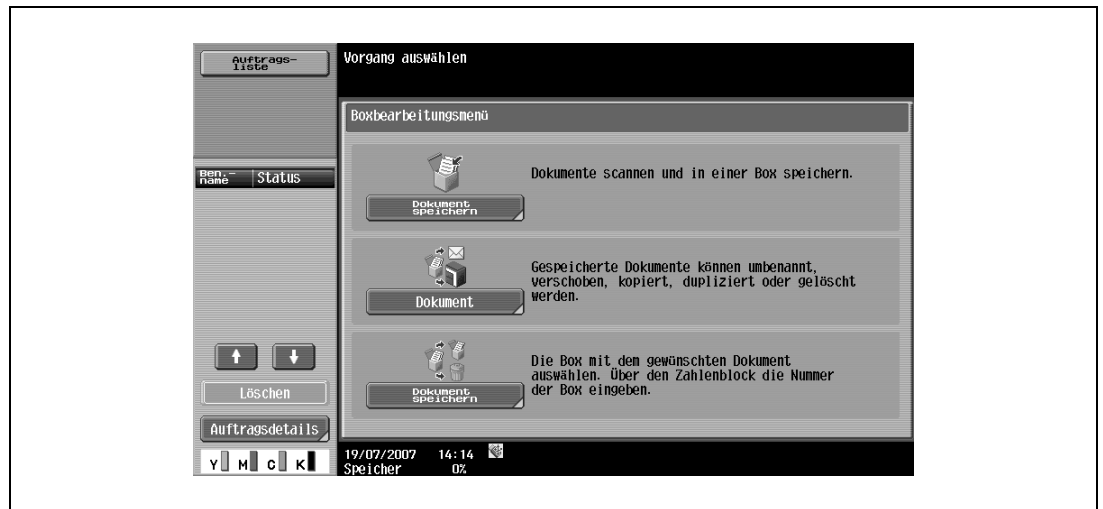 Auftrags-
liste
Vorgang auswählen
Boxbearbeitungsmenü
Ben.-
name
Status
Dokumente scannen und in einer Box speichern.
Dokument
speichern
Gespeicherte Dokumente können umbenannt,
verschoben, kopiert, dupliziert oder gelöscht
werden.
Dokument
Die Box mit dem gewünschten Dokument
auswählen. Über den Zahlenblock die Nummer
der Box eingeben.
Dokument
speichern
Löschen
Auftragsdetails
Y M C K
19/07/2007 14:14
Speicher 0%